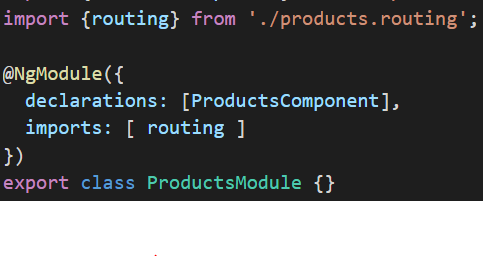 import {routing} from './products.routing';
@NgModule({
  declarations: [ProductsComponent],
  imports: [ routing ]
})
export class ProductsModule {}